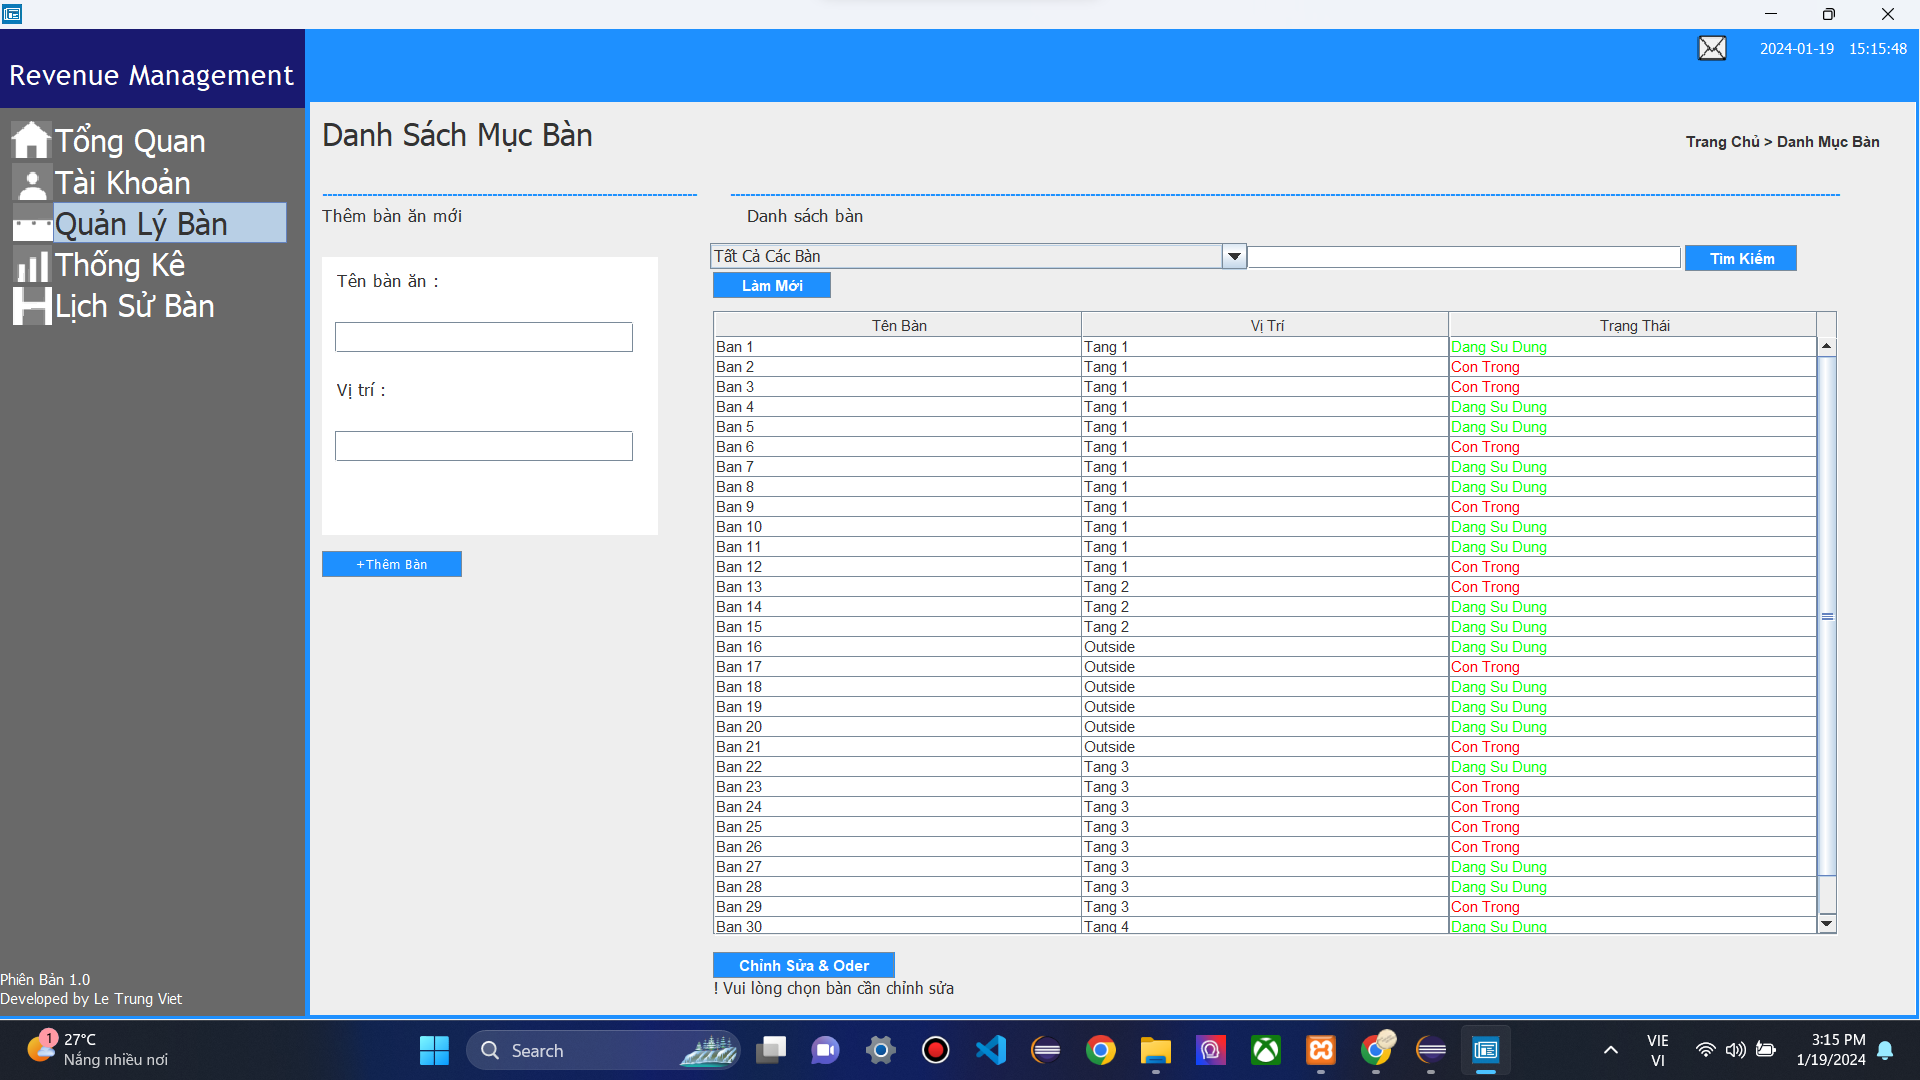 2024-01-19 15:15:48
Revenue Management
Tổng Quan
Tài Khoản
Quản Lý Bàn
Thống Kê
Lịch Sử Bàn
Phiên Bản 1.0
Developed by Le Trung Viet
Danh Sách Mục Bàn
Trang Chủ > Danh Mục Bàn
Thêm bàn ăn mới
Tên bàn ăn :
Vị trí :
+Thêm Bàn
Danh sách bàn
Tất Cả Các Bàn
Tìm Kiếm
Làm Mới
Tên Bàn Vị Trí Trạng Thái
Ban 1 Tang 1 Dang Su Dung
Ban 2 Tang 1 Con Trong
Ban 3 Tang 1 Con Trong
Ban 4 Tang 1 Dang Su Dung
Ban 5 Tang 1 Dang Su Dung
Ban 6 Tang 1 Con Trong
Ban 7 Tang 1 Dang Su Dung
Ban 8 Tang 1 Dang Su Dung
Ban 9 Tang 1 Con Trong
Ban 10 Tang 1 Dang Su Dung
Ban 11 Tang 1 Dang Su Dung
Ban 12 Tang 1 Con Trong
Ban 13 Tang 2 Con Trong
Ban 14 Tang 2 Dang Su Dung
Ban 15 Tang 2 Dang Su Dung
Ban 16 Outside Dang Su Dung
Ban 17 Outside Con Trong
Ban 18 Outside Dang Su Dung
Ban 19 Outside Dang Su Dung
Ban 20 Outside Dang Su Dung
Ban 21 Outside Con Trong
Ban 22 Tang 3 Dang Su Dung
Ban 23 Tang 3 Con Trong
Ban 24 Tang 3 Con Trong
Ban 25 Tang 3 Con Trong
Ban 26 Tang 3 Con Trong
Ban 27 Tang 3 Dang Su Dung
Ban 28 Tang 3 Dang Su Dung
Ban 29 Tang 3 Con Trong
Ban 30 Tang 4 Dang Su Dung
Chỉnh Sửa & Oder
! Vui lòng chọn bàn cần chỉnh sửa
1
27°C
Nắng nhiều nơi
Search
VIE
VI
3:15 PM
1/19/2024